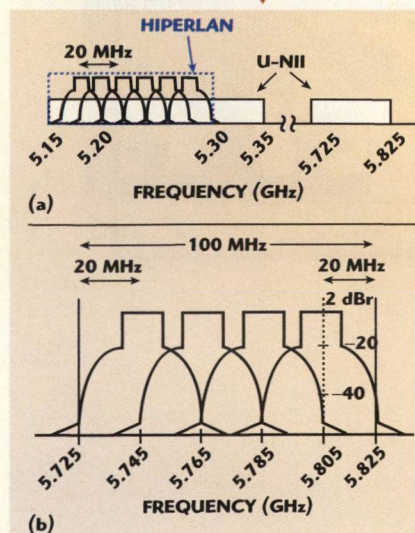 HIPERLAN
20 MHz
U-NII
5.15
5.20
5.30
5.35
5.725
5.825
(a)
FREQUENCY (GHz)
100 MHz
20 MHz
20 MHz
2 dBr
–20
–40
5.725
5.745
5.765
5.785
5.805
5.825
FREQUENCY (GHz)
(b)